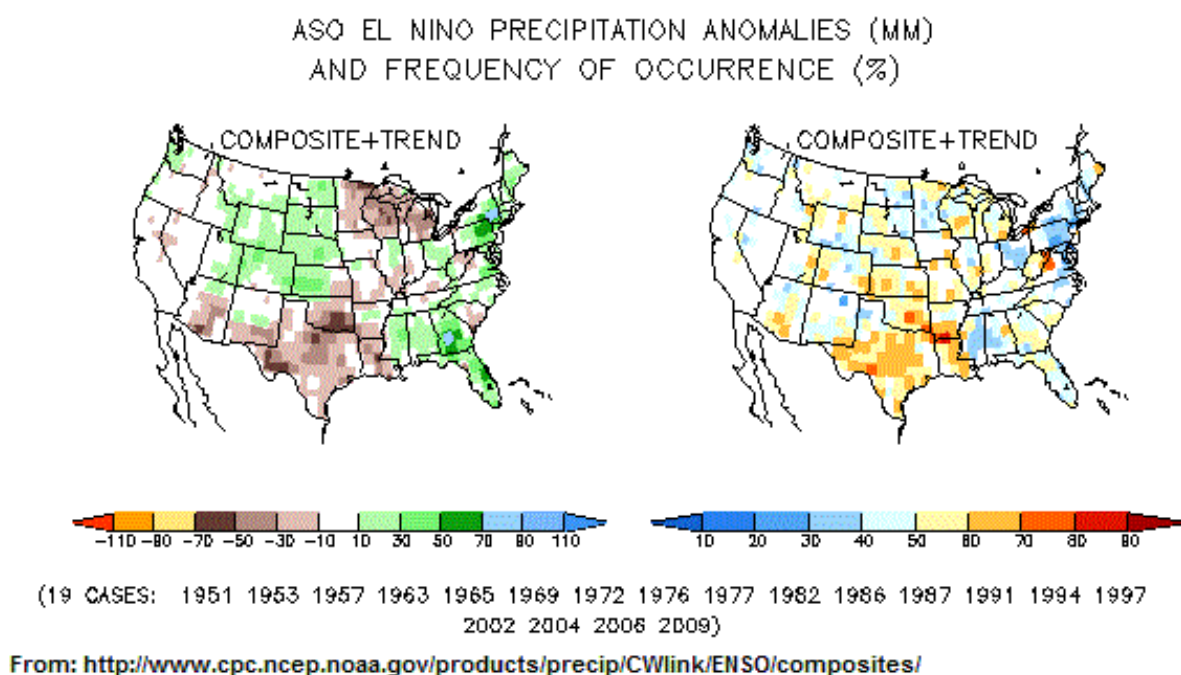 ASO EL NINO PRECIPITATION ANOMALIES (MM)
AND FREQUENCY OF OCCURRENCE (%)
COMPOSITE+TREND
COMPOSITE+TREND
-110 -90 -70 -50 -30 -10 10 30 50 70 90 110
10 20 30 40 50 60 70 80 90
(19 CASES: 1951 1953 1957 1963 1965 1969 1972 1976 1977 1982 1986 1987 1991 1994 1997
2002 2004 2006 2009)
From: http://www.cpc.ncep.noaa.gov/products/precip/CWlink/ENSO/composites/